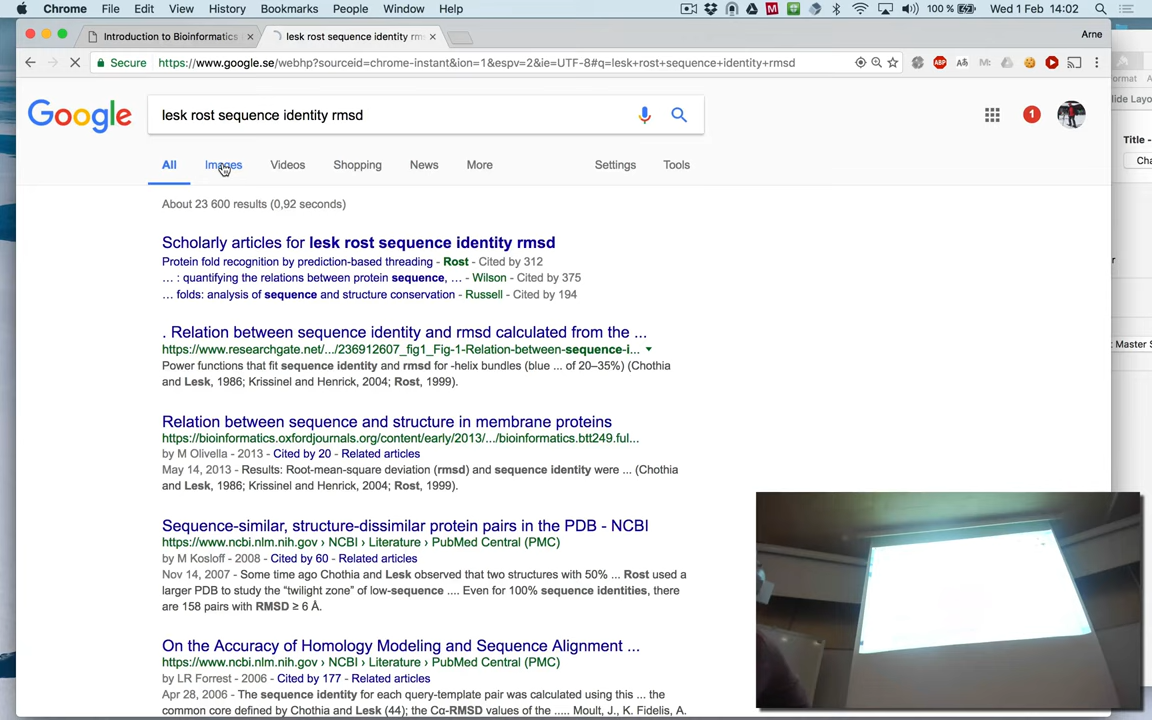 Chrome File Edit View History Bookmarks People Window Help 100 % Wed 1 Feb 14:02
Introduction to Bioinformatics
lesk rost sequence identity rm
Arne
Secure https://www.google.se/webhp?sourceid=chrome-instant&ion=1&espv=2&ie=UTF-8#q=lesk+rost+sequence+identity+rmsd
Google
lesk rost sequence identity rmsd
1
All Images Videos Shopping News More Settings Tools
About 23 600 results (0,92 seconds)
Scholarly articles for lesk rost sequence identity rmsd
Protein fold recognition by prediction-based threading - Rost - Cited by 312
... : quantifying the relations between protein sequence, ... - Wilson - Cited by 375
... folds: analysis of sequence and structure conservation - Russell - Cited by 194
. Relation between sequence identity and rmsd calculated from the ...
https://www.researchgate.net/.../236912607_fig1_Fig-1-Relation-between-sequence-i...
Power functions that fit sequence identity and rmsd for -helix bundles (blue ... of 20–35%) (Chothia
and Lesk, 1986; Krissinel and Henrick, 2004; Rost, 1999).
Relation between sequence and structure in membrane proteins
https://bioinformatics.oxfordjournals.org/content/early/2013/.../bioinformatics.btt249.ful...
by M Olivella - 2013 - Cited by 20 - Related articles
May 14, 2013 - Results: Root-mean-square deviation (rmsd) and sequence identity were ... (Chothia
and Lesk, 1986; Krissinel and Henrick, 2004; Rost, 1999).
Sequence-similar, structure-dissimilar protein pairs in the PDB - NCBI
https://www.ncbi.nlm.nih.gov › NCBI › Literature › PubMed Central (PMC)
by M Kosloff - 2008 - Cited by 60 - Related articles
Nov 14, 2007 - Some time ago Chothia and Lesk observed that two structures with 50% ... Rost used a
larger PDB to study the “twilight zone” of low-sequence .... Even for 100% sequence identities, there
are 158 pairs with RMSD ≥ 6 Å.
On the Accuracy of Homology Modeling and Sequence Alignment ...
https://www.ncbi.nlm.nih.gov › NCBI › Literature › PubMed Central (PMC)
by LR Forrest - 2006 - Cited by 177 - Related articles
Apr 28, 2006 - The sequence identity for each query-template pair was calculated using this ... the
common core defined by Chothia and Lesk (44); the Cα-RMSD values of the ..... Moult, J., K. Fidelis, A.
ormat
lide Layo
Title -
Cha
Master S